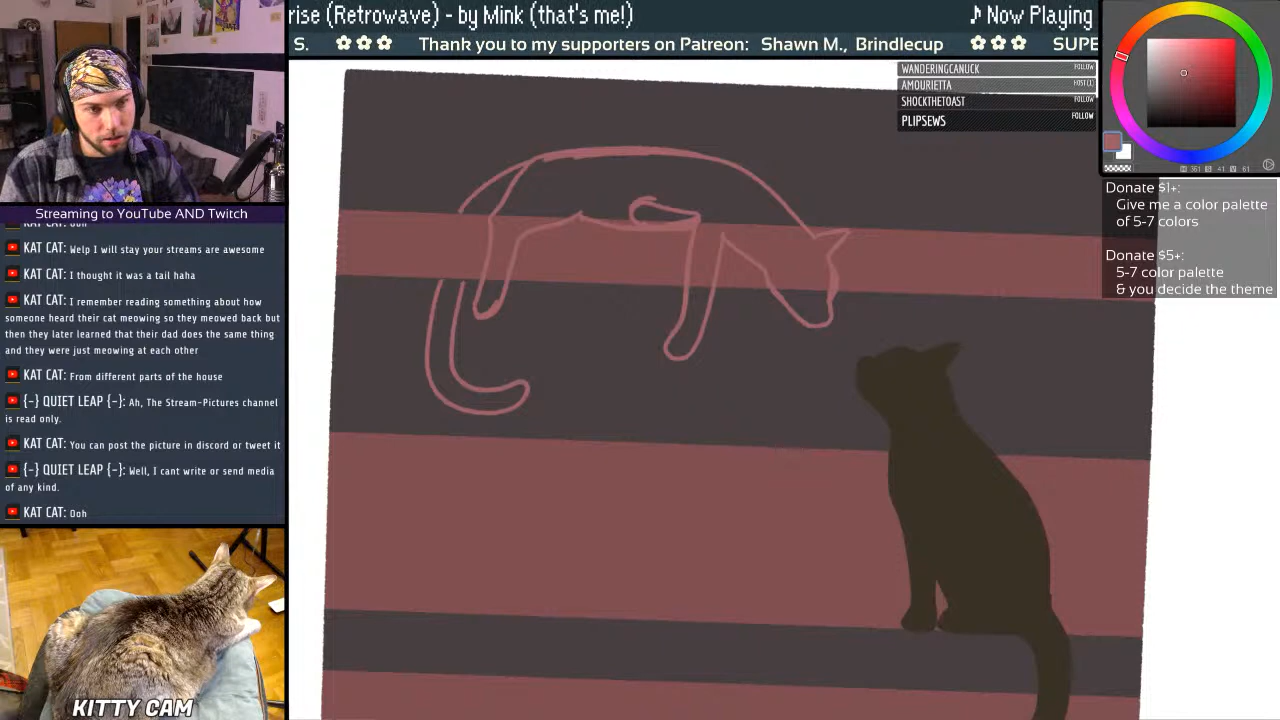 rise (Retrowave) - by Mink (that's me!)
♪ Now Playing
S. ✿ ✿ ✿ Thank you to my supporters on Patreon: Shawn M., Brindlecup ✿ ✿ ✿ SUPE
WANDERINGCANUCK FOLLOW
AMOURIETTA HOST
SHOCKTHETOAST FOLLOW
PLIPSEWS FOLLOW
Donate $1+:
Give me a color palette
of 5-7 colors
Donate $5+:
5-7 color palette
& you decide the theme
Streaming to YouTube AND Twitch
KAT CAT: Welp I will stay your streams are awesome
KAT CAT: I thought it was a tail haha
KAT CAT: I remember reading something about how
someone heard their cat meowing so they meowed back but
then they later learned that their dad does the same thing
and they were just meowing at each other
KAT CAT: From different parts of the house
{-} QUIET LEAP {-}: Ah, The Stream-Pictures channel
is read only.
KAT CAT: You can post the picture in discord or tweet it
{-} QUIET LEAP {-}: Well, I cant write or send media
of any kind.
KAT CAT: Ooh
KITTY CAM